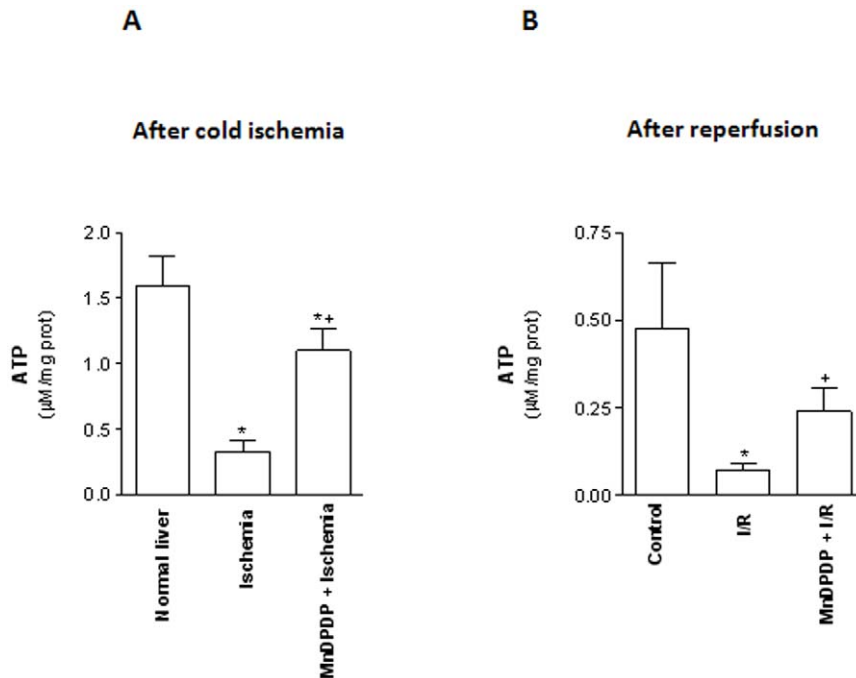 A
After cold ischemia
ATP
(µM/mg prot)
2.0
1.5
1.0
0.5
0.0
*
*+
Normal liver
Ischemia
MnDPDP + Ischemia
B
After reperfusion
ATP
(µM/mg prot)
0.75
0.50
0.25
0.00
*
+
Control
I/R
MnDPDP + I/R